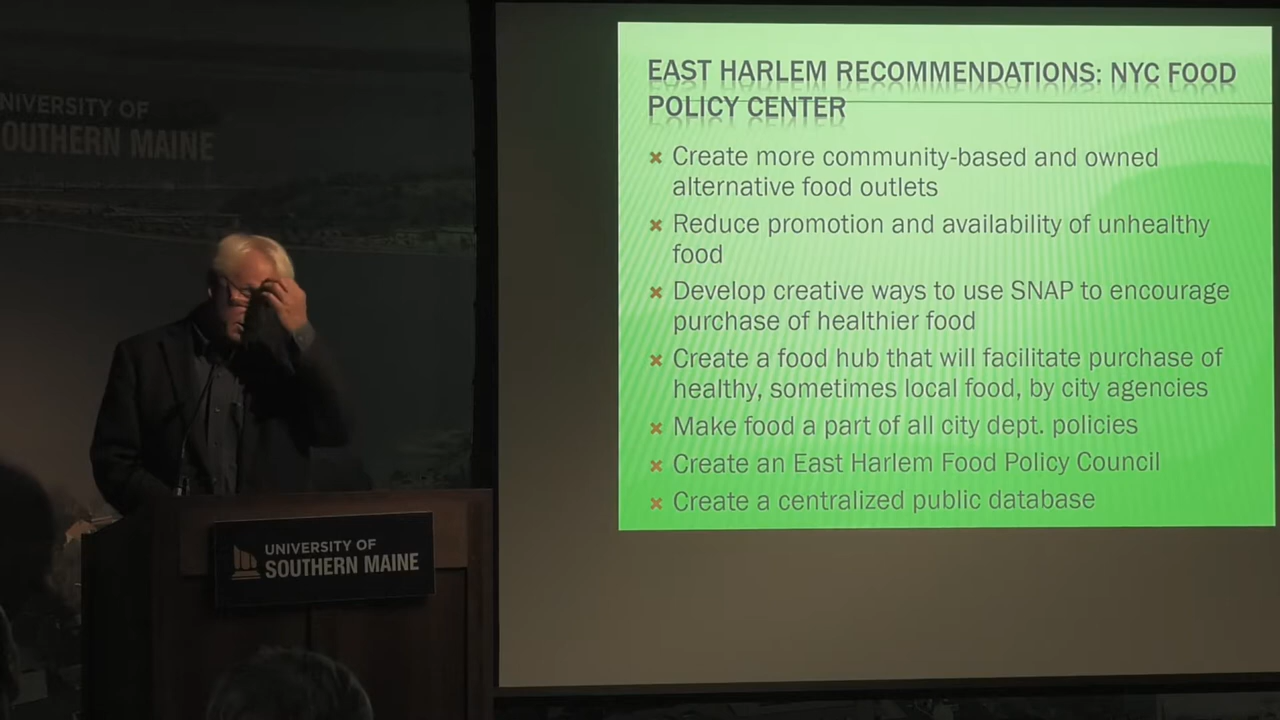 NIVERSITY OF
OUTHERN MAINE
EAST HARLEM RECOMMENDATIONS: NYC FOOD
POLICY CENTER
Create more community-based and owned
alternative food outlets
Reduce promotion and availability of unhealthy
food
Develop creative ways to use SNAP to encourage
purchase of healthier food
Create a food hub that will facilitate purchase of
healthy, sometimes local food, by city agencies
Make food a part of all city dept. policies
Create an East Harlem Food Policy Council
Create a centralized public database
UNIVERSITY OF
SOUTHERN MAINE